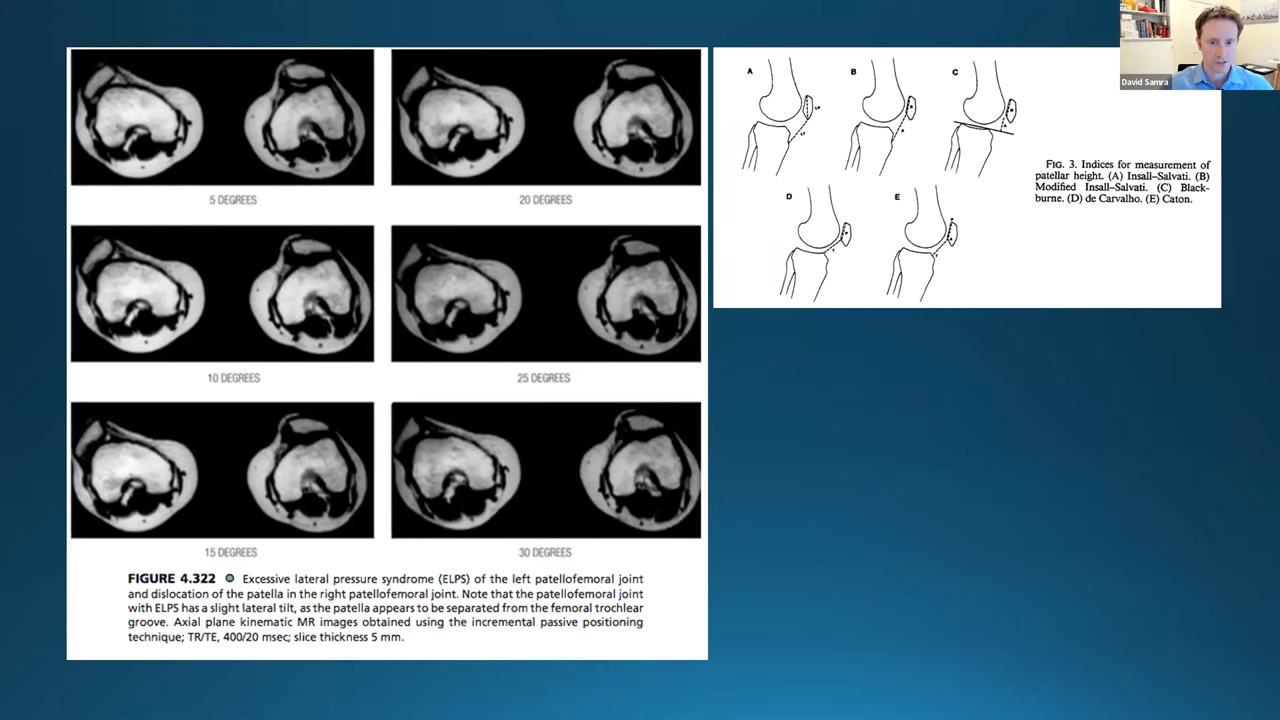 David Samra
5 DEGREES
20 DEGREES
10 DEGREES
25 DEGREES
15 DEGREES
30 DEGREES
FIGURE 4.322 Excessive lateral pressure syndrome (ELPS) of the left patellofemoral joint
and dislocation of the patella in the right patellofemoral joint. Note that the patellofemoral joint
with ELPS has a slight lateral tilt, as the patella appears to be separated from the femoral trochlear
groove. Axial plane kinematic MR images obtained using the incremental passive positioning
technique; TR/TE, 400/20 msec; slice thickness 5 mm.
A
B
C
D
E
FIG. 3. Indices for measurement of
patellar height. (A) Insall–Salvati. (B)
Modified Insall–Salvati. (C) Black-
burne. (D) de Carvalho. (E) Caton.